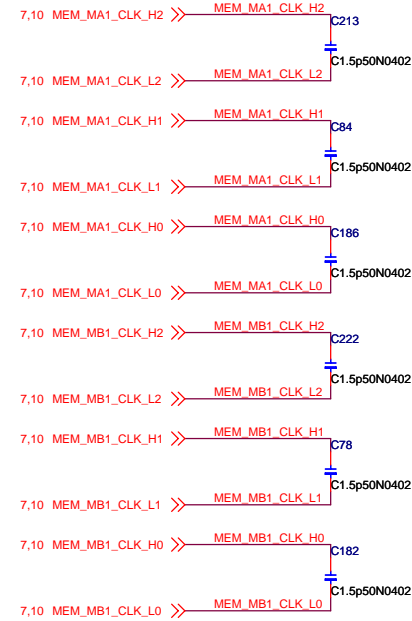 7,10 MEM_MA1_CLK_H2 MEM_MA1_CLK_H2
C213
C1.5p50N0402
7,10 MEM_MA1_CLK_L2 MEM_MA1_CLK_L2
7,10 MEM_MA1_CLK_H1 MEM_MA1_CLK_H1
C84
C1.5p50N0402
7,10 MEM_MA1_CLK_L1 MEM_MA1_CLK_L1
7,10 MEM_MA1_CLK_H0 MEM_MA1_CLK_H0
C186
C1.5p50N0402
7,10 MEM_MA1_CLK_L0 MEM_MA1_CLK_L0
7,10 MEM_MB1_CLK_H2 MEM_MB1_CLK_H2
C222
C1.5p50N0402
7,10 MEM_MB1_CLK_L2 MEM_MB1_CLK_L2
7,10 MEM_MB1_CLK_H1 MEM_MB1_CLK_H1
C78
C1.5p50N0402
7,10 MEM_MB1_CLK_L1 MEM_MB1_CLK_L1
7,10 MEM_MB1_CLK_H0 MEM_MB1_CLK_H0
C182
C1.5p50N0402
7,10 MEM_MB1_CLK_L0 MEM_MB1_CLK_L0